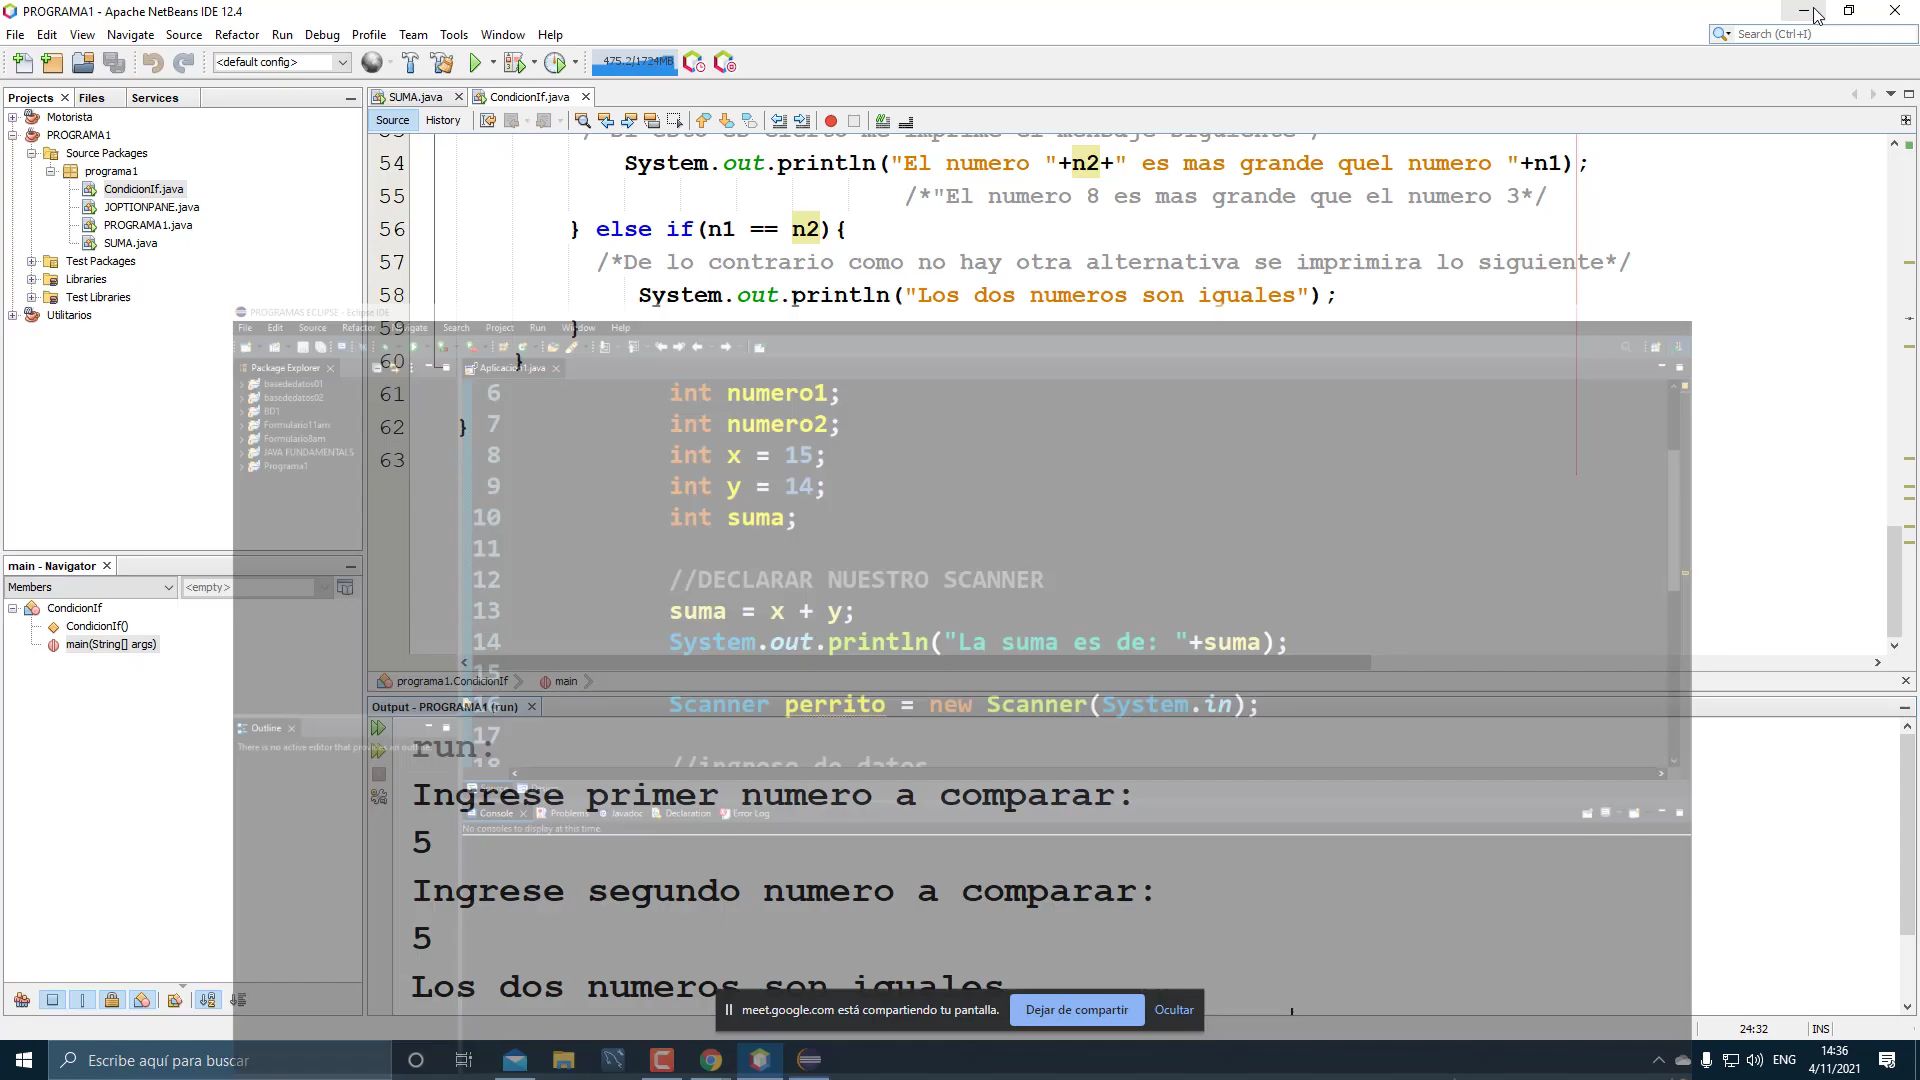 PROGRAMA1 - Apache NetBeans IDE 12.4
File Edit View Navigate Source Refactor Run Debug Profile Team Tools Window Help
Search (Ctrl+I)
<default config>
475.2/1724MB
Projects Files Services
SUMA.java CondicionIf.java
Source History
Motorista
PROGRAMA1
Source Packages
programa1
CondicionIf.java
JOPTIONPANE.java
PROGRAMA1.java
SUMA.java
Test Packages
Libraries
Test Libraries
Utilitarios
54 System.out.println("El numero "+n2+" es mas grande quel numero "+n1);
55 /*"El numero 8 es mas grande que el numero 3*/
56 } else if(n1 == n2){
57 /*De lo contrario como no hay otra alternativa se imprimira lo siguiente*/
58 System.out.println("Los dos numeros son iguales");
59 }
60 }
61
62 }
63
PROGRAMAS ECLIPSE - Eclipse IDE
File Edit Source Refactor Navigate Search Project Run Window Help
Package Explorer
Aplicacion1.java
basededatos01
basededatos02
BD1
Formulario11am
Formulario8am
JAVA FUNDAMENTALS
Programa1
6 int numero1;
7 int numero2;
8 int x = 15;
9 int y = 14;
10 int suma;
11
12 //DECLARAR NUESTRO SCANNER
13 suma = x + y;
14 System.out.println("La suma es de: "+suma);
15
16 Scanner perrito = new Scanner(System.in);
17
18 //ingreso de datos
Outline
There is no active editor that provides an outline.
Console Problems Javadoc Declaration Error Log
No consoles to display at this time.
main - Navigator
Members <empty>
CondicionIf
CondicionIf()
main(String[] args)
programa1.CondicionIf main
Output - PROGRAMA1 (run)
run:
Ingrese primer numero a comparar:
5
Ingrese segundo numero a comparar:
5
Los dos numeros son iguales
meet.google.com está compartiendo tu pantalla. Dejar de compartir Ocultar
24:32 INS
Escribe aquí para buscar
ENG
14:36
4/11/2021